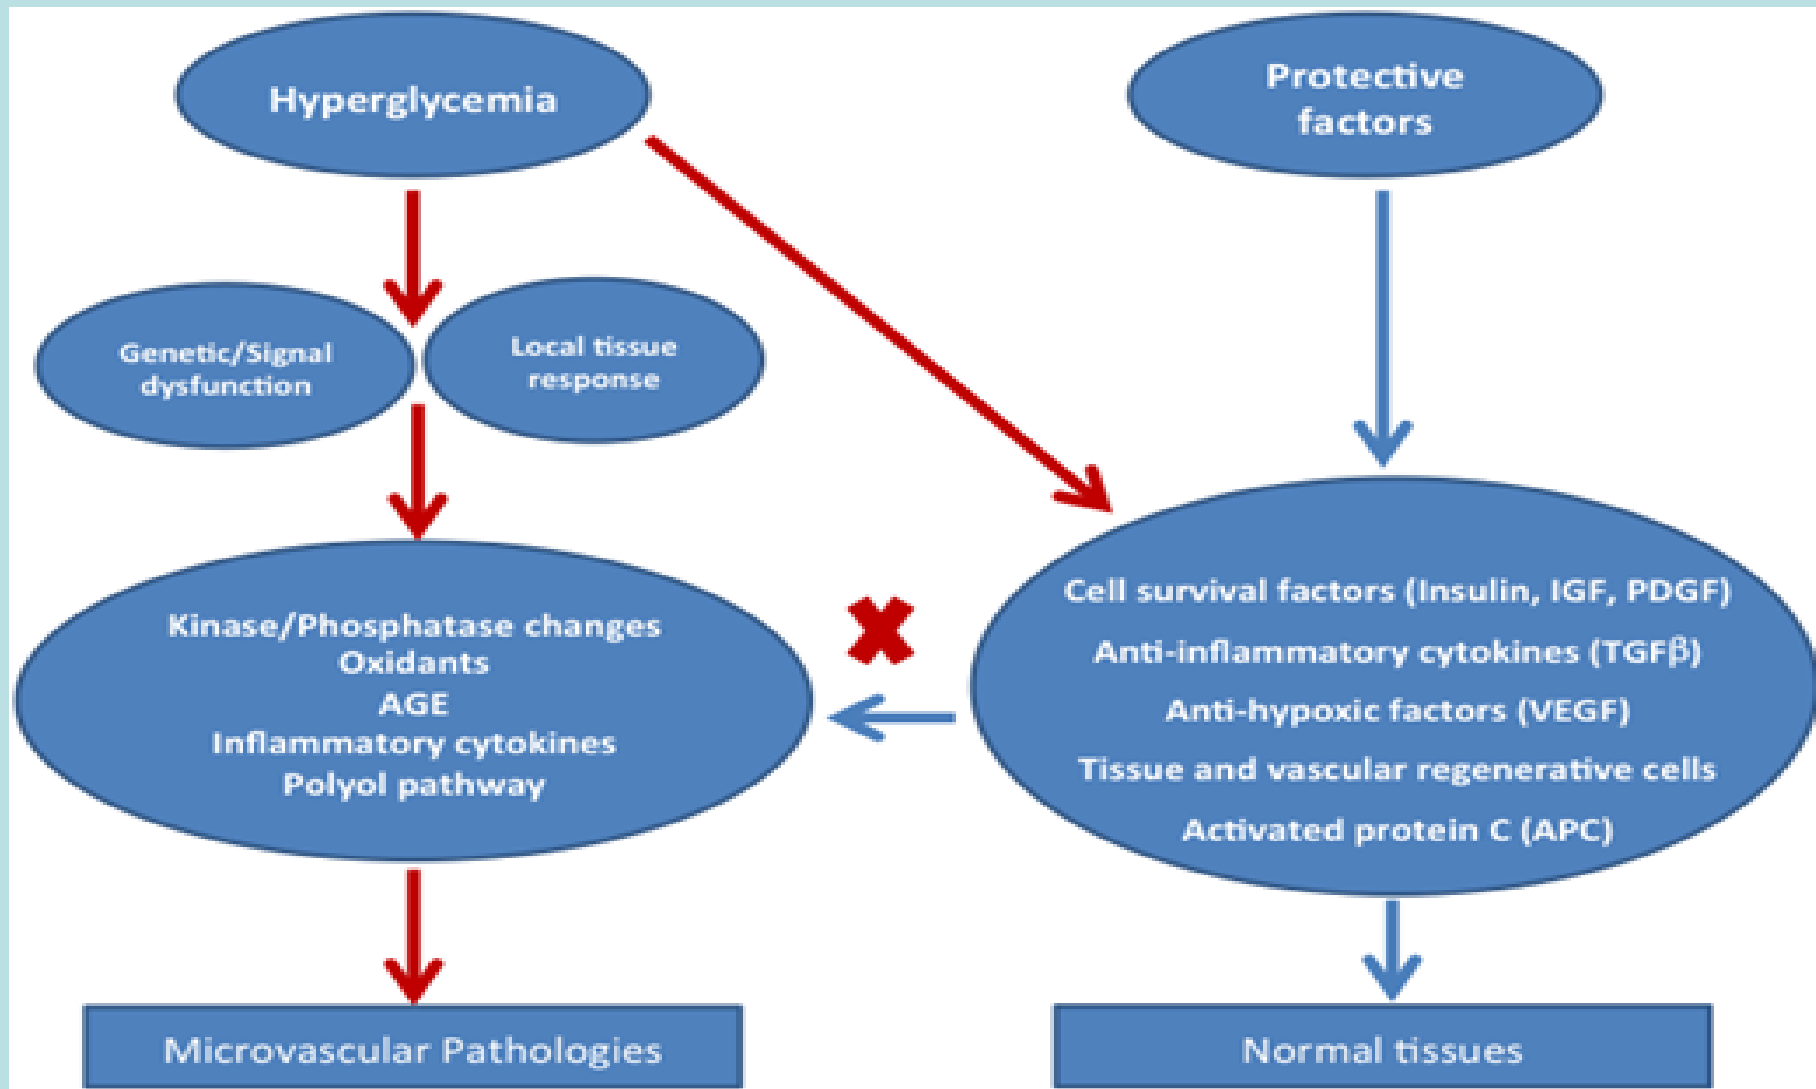 Hyperglycemia
Protective
factors
Genetic/Signal
dysfunction
Local tissue
response
Kinase/Phosphatase changes
Oxidants
AGE
Inflammatory cytokines
Polyol pathway
Cell survival factors (Insulin, IGF, PDGF)
Anti-inflammatory cytokines (TGFβ)
Anti-hypoxic factors (VEGF)
Tissue and vascular regenerative cells
Activated protein C (APC)
Microvascular Pathologies
Normal tissues